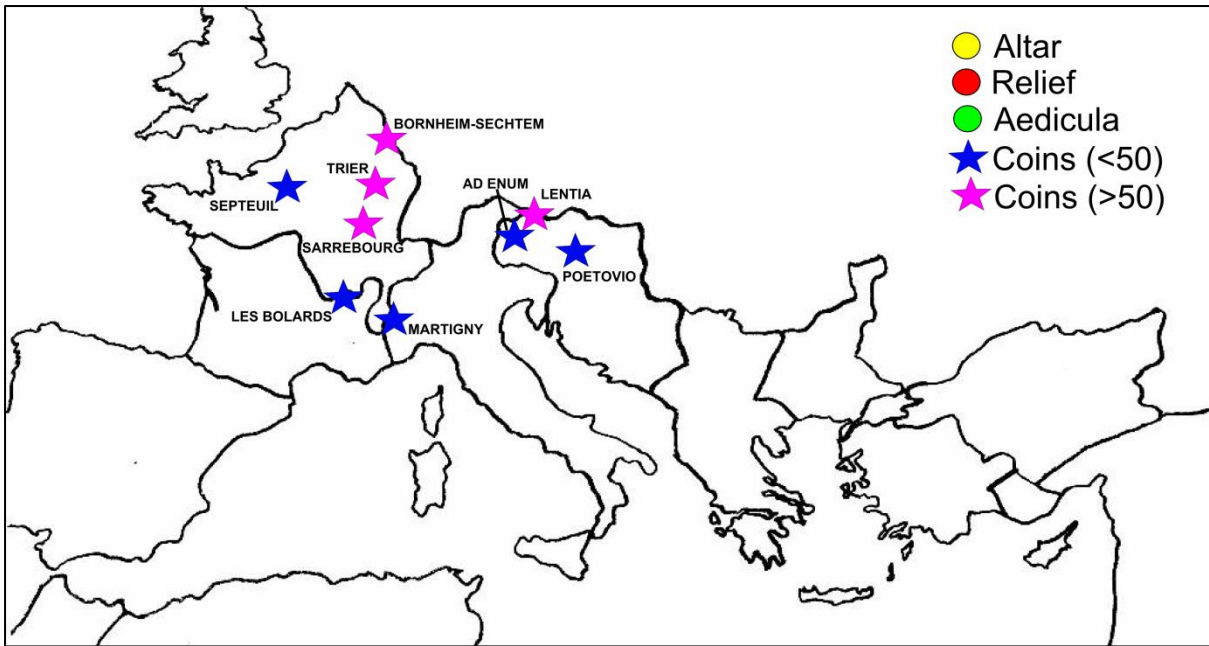 Altar
Relief
Aedicula
Coins (<50)
Coins (>50)
BORNHEIM-SECHTEM
TRIER
AD ENUM
LENTIA
SEPTEUIL
SARREBOURG
POETOVIO
LES BOLARDS
MARTIGNY